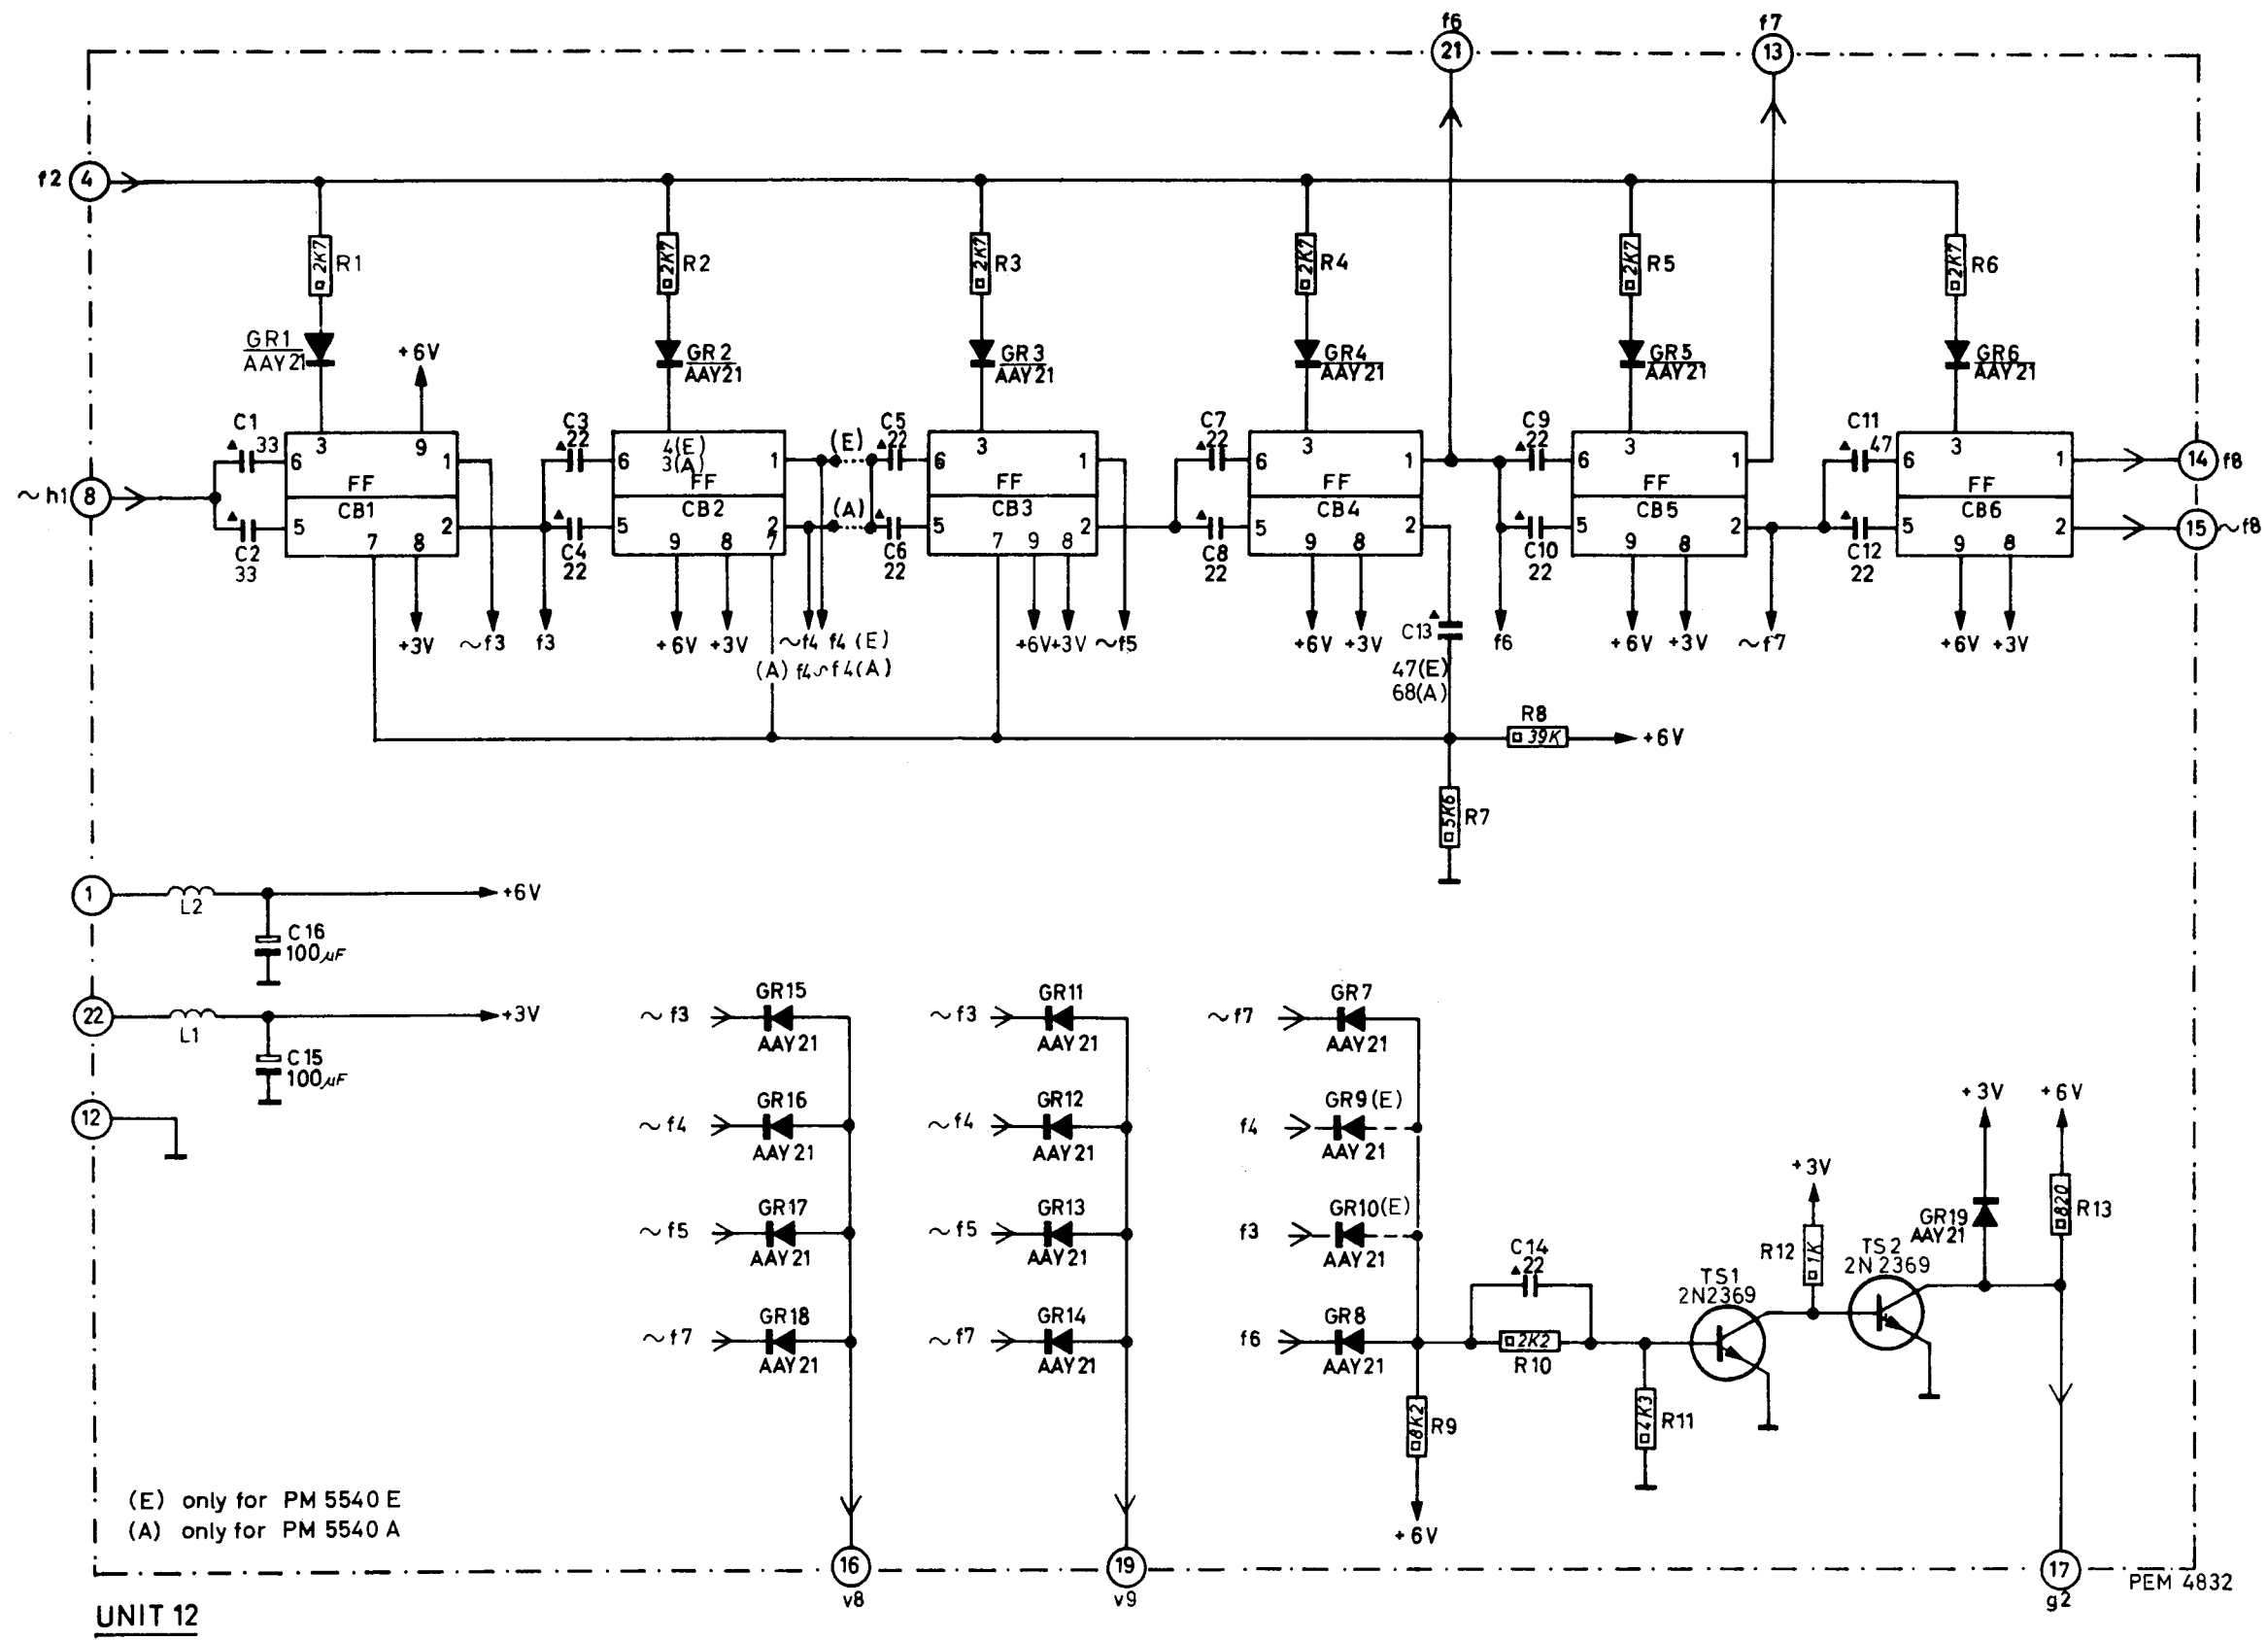 f6 f7
21 13
f2 4
2K7 R1 2K7 R2 2K7 R3 2K7 R4 2K7 R5 2K7 R6
GR1 AAY21 +6V GR2 AAY21 GR3 AAY21 GR4 AAY21 GR5 AAY21 GR6 AAY21
C1 33 C3 22 (E) C5 22 C7 22 C9 22 C11 47
3 9 4(E) 3(A) 3 3 3 3
6 1 6 1 6 1 6 1 6 1 6 1 14 f8
FF FF FF FF FF FF
~h1 8
CB1 CB2 (A) CB3 CB4 CB5 CB6
5 2 5 2 5 2 5 2 5 2 5 2 15 ~f8
7 8 9 8 7 7 9 8 9 8 9 8 9 8
C2 33 C4 22 C6 22 C8 22 C10 22 C12 22
+3V ~f3 f3 +6V +3V ~f4 f4 (E) +6V +3V ~f5 +6V +3V C13 f6 +6V +3V ~f7 +6V +3V
(A) f4 ~f4(A) 47(E)
68(A)
R8
39K +6V
5K6 R7
1 L2 +6V
C16
100µF
22 L1 +3V
C15
100µF
12
~f3 GR15 AAY21 ~f3 GR11 AAY21 ~f7 GR7 AAY21
~f4 GR16 AAY21 ~f4 GR12 AAY21 f4 GR9(E) AAY21
+3V +6V
+3V
~f5 GR17 AAY21 ~f5 GR13 AAY21 f3 GR10(E) AAY21
GR19 AAY21 820 R13
C14 22 R12 1K TS2 2N2369
TS1 2N2369
~f7 GR18 AAY21 ~f7 GR14 AAY21 f6 GR8 AAY21
2K2 R10
8K2 R9 4K3 R11
+6V
(E) only for PM 5540 E
(A) only for PM 5540 A
16 19 17
v8 v9 g2
PEM 4832
UNIT 12